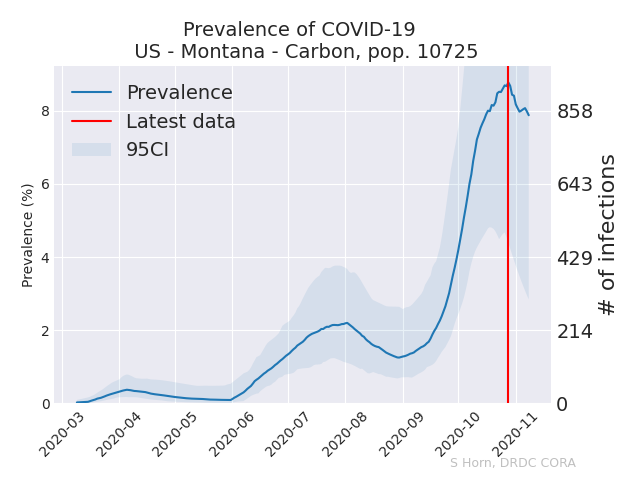 Prevalence of COVID-19
US - Montana - Carbon, pop. 10725
Prevalence
Latest data
95CI
Prevalence (%)
8
6
4
2
0
858
643
429
214
0
# of infections
2020-03
2020-04
2020-05
2020-06
2020-07
2020-08
2020-09
2020-10
2020-11
S Horn, DRDC CORA